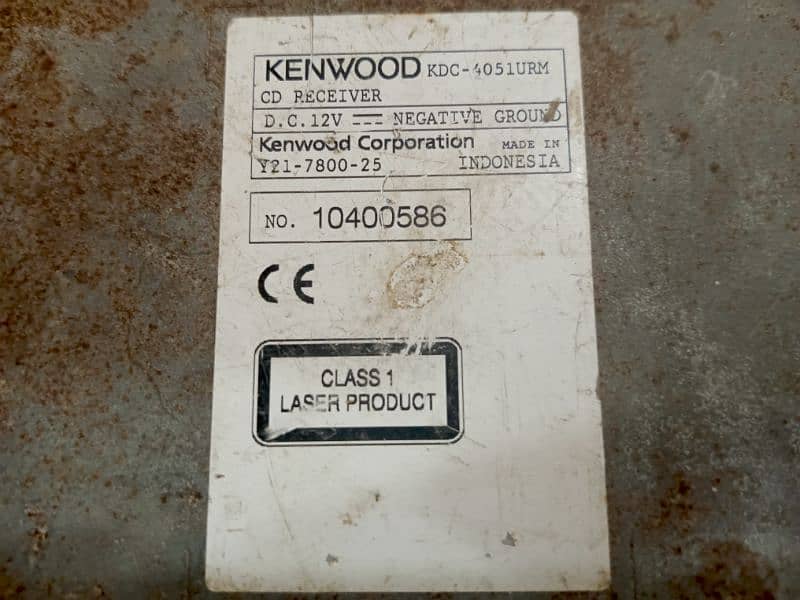 KENWOOD KDC-4051URM
CD RECEIVER
D.C.12V NEGATIVE GROUND
Kenwood Corporation MADE IN
Y21-7800-25 INDONESIA
NO. 10400586
CE
CLASS 1
LASER PRODUCT